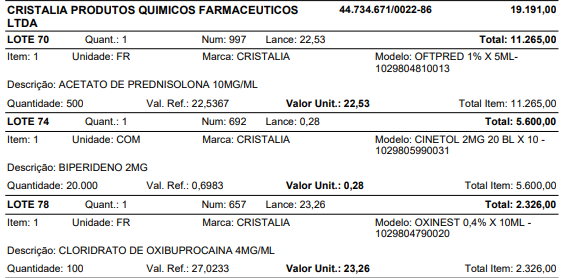 CRISTALIA PRODUTOS QUIMICOS FARMACEUTICOS LTDA 44.734.671/0022-86 19.191,00
LOTE 70 Quant.: 1 Num: 997 Lance: 22,53 Total: 11.265,00
Item: 1 Unidade: FR Marca: CRISTALIA Modelo: OFTPRED 1% X 5ML- 1029804810013
Descrição: ACETATO DE PREDNISOLONA 10MG/ML
Quantidade: 500 Val. Ref.: 22,5367 Valor Unit.: 22,53 Total Item: 11.265,00
LOTE 74 Quant.: 1 Num: 692 Lance: 0,28 Total: 5.600,00
Item: 1 Unidade: COM Marca: CRISTALIA Modelo: CINETOL 2MG 20 BL X 10 - 1029805990031
Descrição: BIPERIDENO 2MG
Quantidade: 20.000 Val. Ref.: 0,6983 Valor Unit.: 0,28 Total Item: 5.600,00
LOTE 78 Quant.: 1 Num: 657 Lance: 23,26 Total: 2.326,00
Item: 1 Unidade: FR Marca: CRISTALIA Modelo: OXINEST 0,4% X 10ML - 1029804790020
Descrição: CLORIDRATO DE OXIBUPROCAINA 4MG/ML
Quantidade: 100 Val. Ref.: 27,0233 Valor Unit.: 23,26 Total Item: 2.326,00